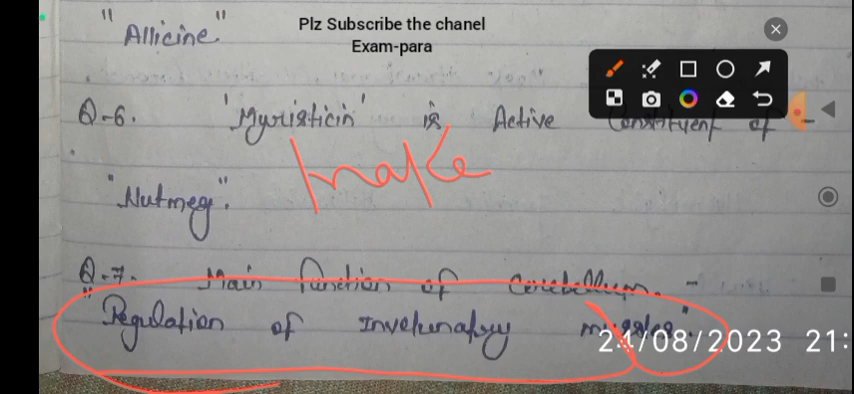 Plz Subscribe the chanel
Exam-para
"Allicine"
Q-6. 'Myristicin' is Active Constituent of -
make
"Nutmeg".
Q-7. Main function of Cerebellum. -
"Regulation of Involunatry muscles".
24/08/2023 21: